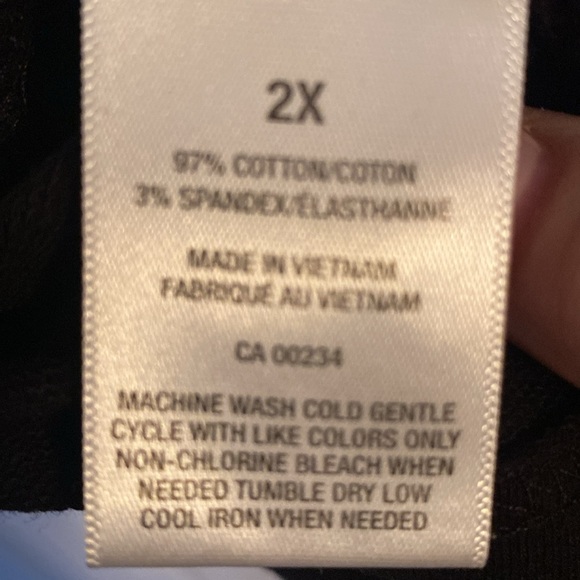 2X
97% COTTON/COTON
3% SPANDEX/ÉLASTHANNE
MADE IN VIETNAM
FABRIQUÉ AU VIETNAM
CA 00234
MACHINE WASH COLD GENTLE
CYCLE WITH LIKE COLORS ONLY
NON-CHLORINE BLEACH WHEN
NEEDED TUMBLE DRY LOW
COOL IRON WHEN NEEDED